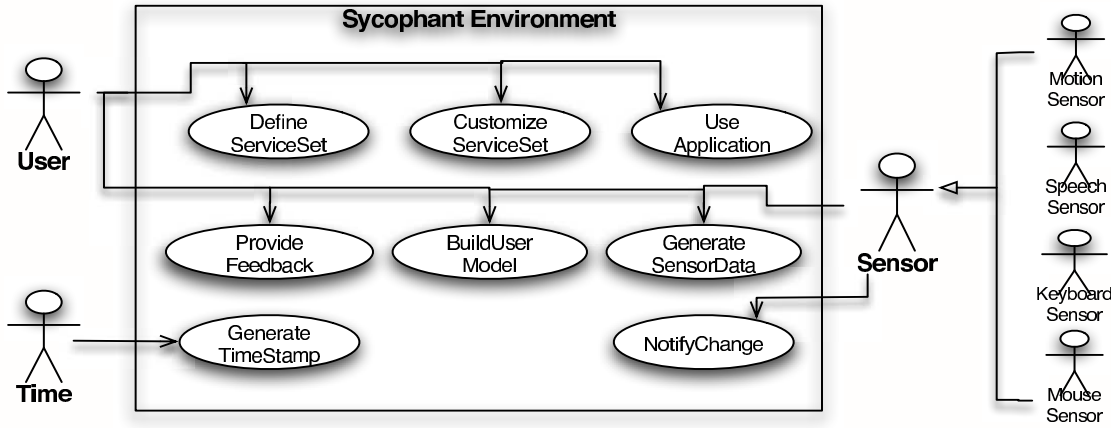 Sycophant Environment
User
Define
ServiceSet
Customize
ServiceSet
Use
Application
Motion
Sensor
Speech
Sensor
Provide
Feedback
BuildUser
Model
Generate
SensorData
Sensor
Keyboard
Sensor
Time
Generate
TimeStamp
NotifyChange
Mouse
Sensor